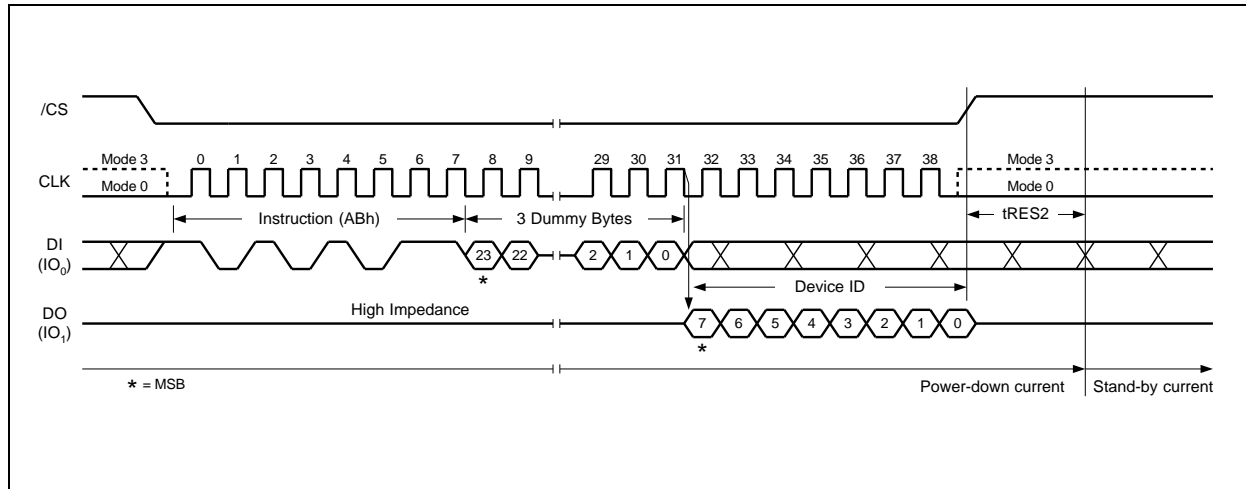 /CS
Mode 3 0 1 2 3 4 5 6 7 8 9 29 30 31 32 33 34 35 36 37 38 Mode 3
CLK
Mode 0 Mode 0
Instruction (ABh) 3 Dummy Bytes tRES2
DI
(IO0)
23 22 2 1 0
*
Device ID
High Impedance
DO
(IO1)
7 6 5 4 3 2 1 0
*
* = MSB
Power-down current Stand-by current